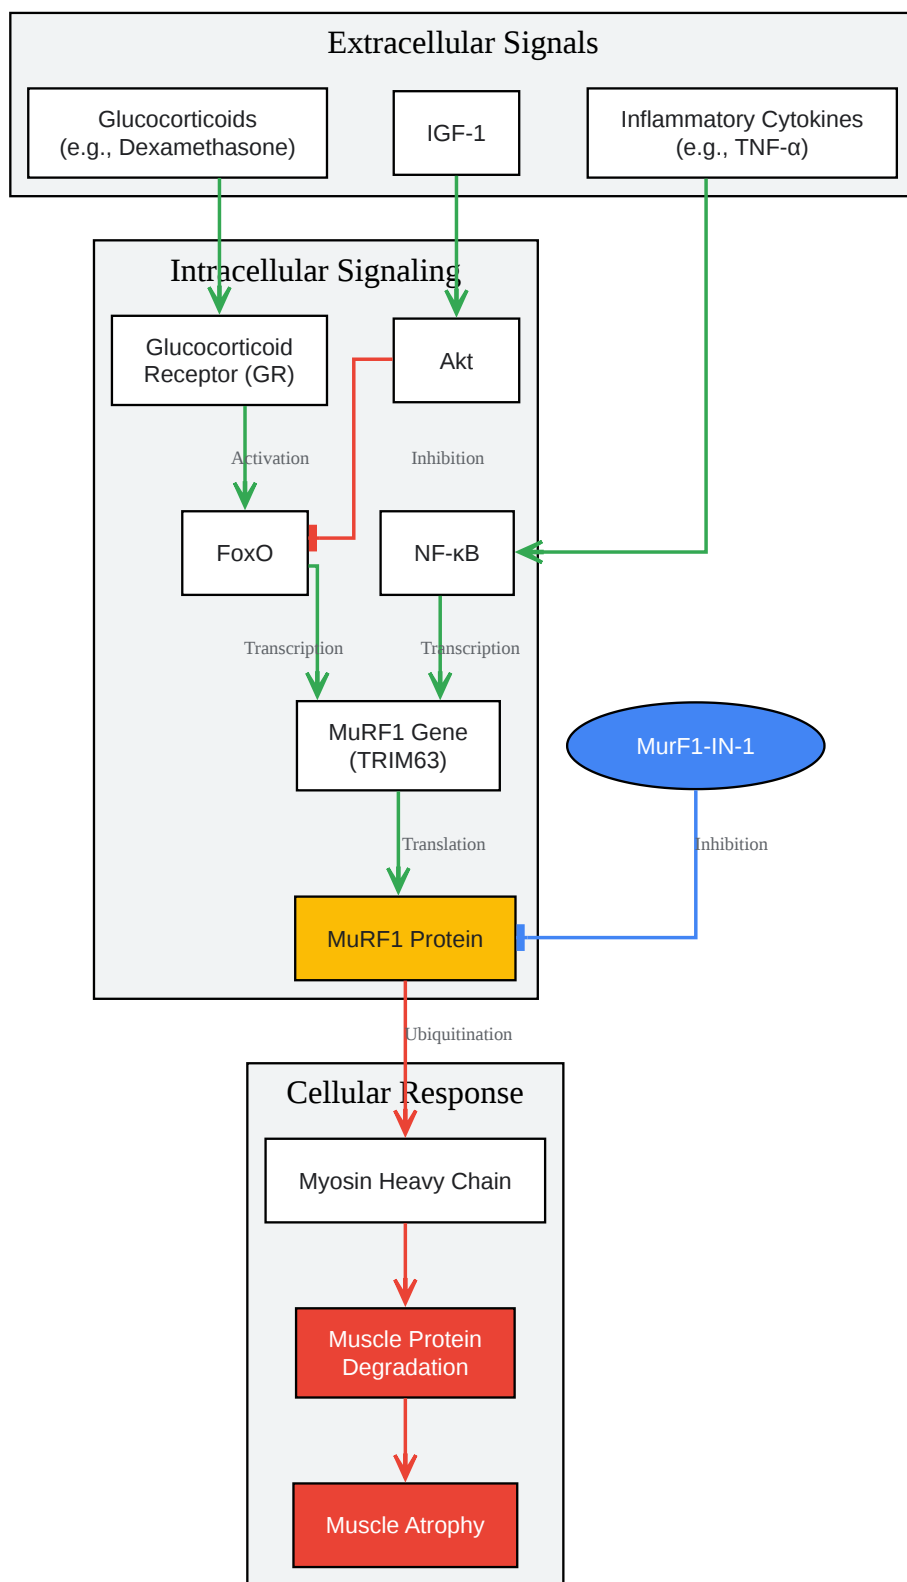 Extracellular Signals
Glucocorticoids
(e.g., Dexamethasone)
IGF-1
Inflammatory Cytokines
(e.g., TNF-α)
Intracellular Signaling
Glucocorticoid
Receptor (GR)
Akt
Activation
Inhibition
FoxO
NF-κB
Transcription
Transcription
MuRF1 Gene
(TRIM63)
MurF1-IN-1
Translation
Inhibition
MuRF1 Protein
Ubiquitination
Cellular Response
Myosin Heavy Chain
Muscle Protein
Degradation
Muscle Atrophy